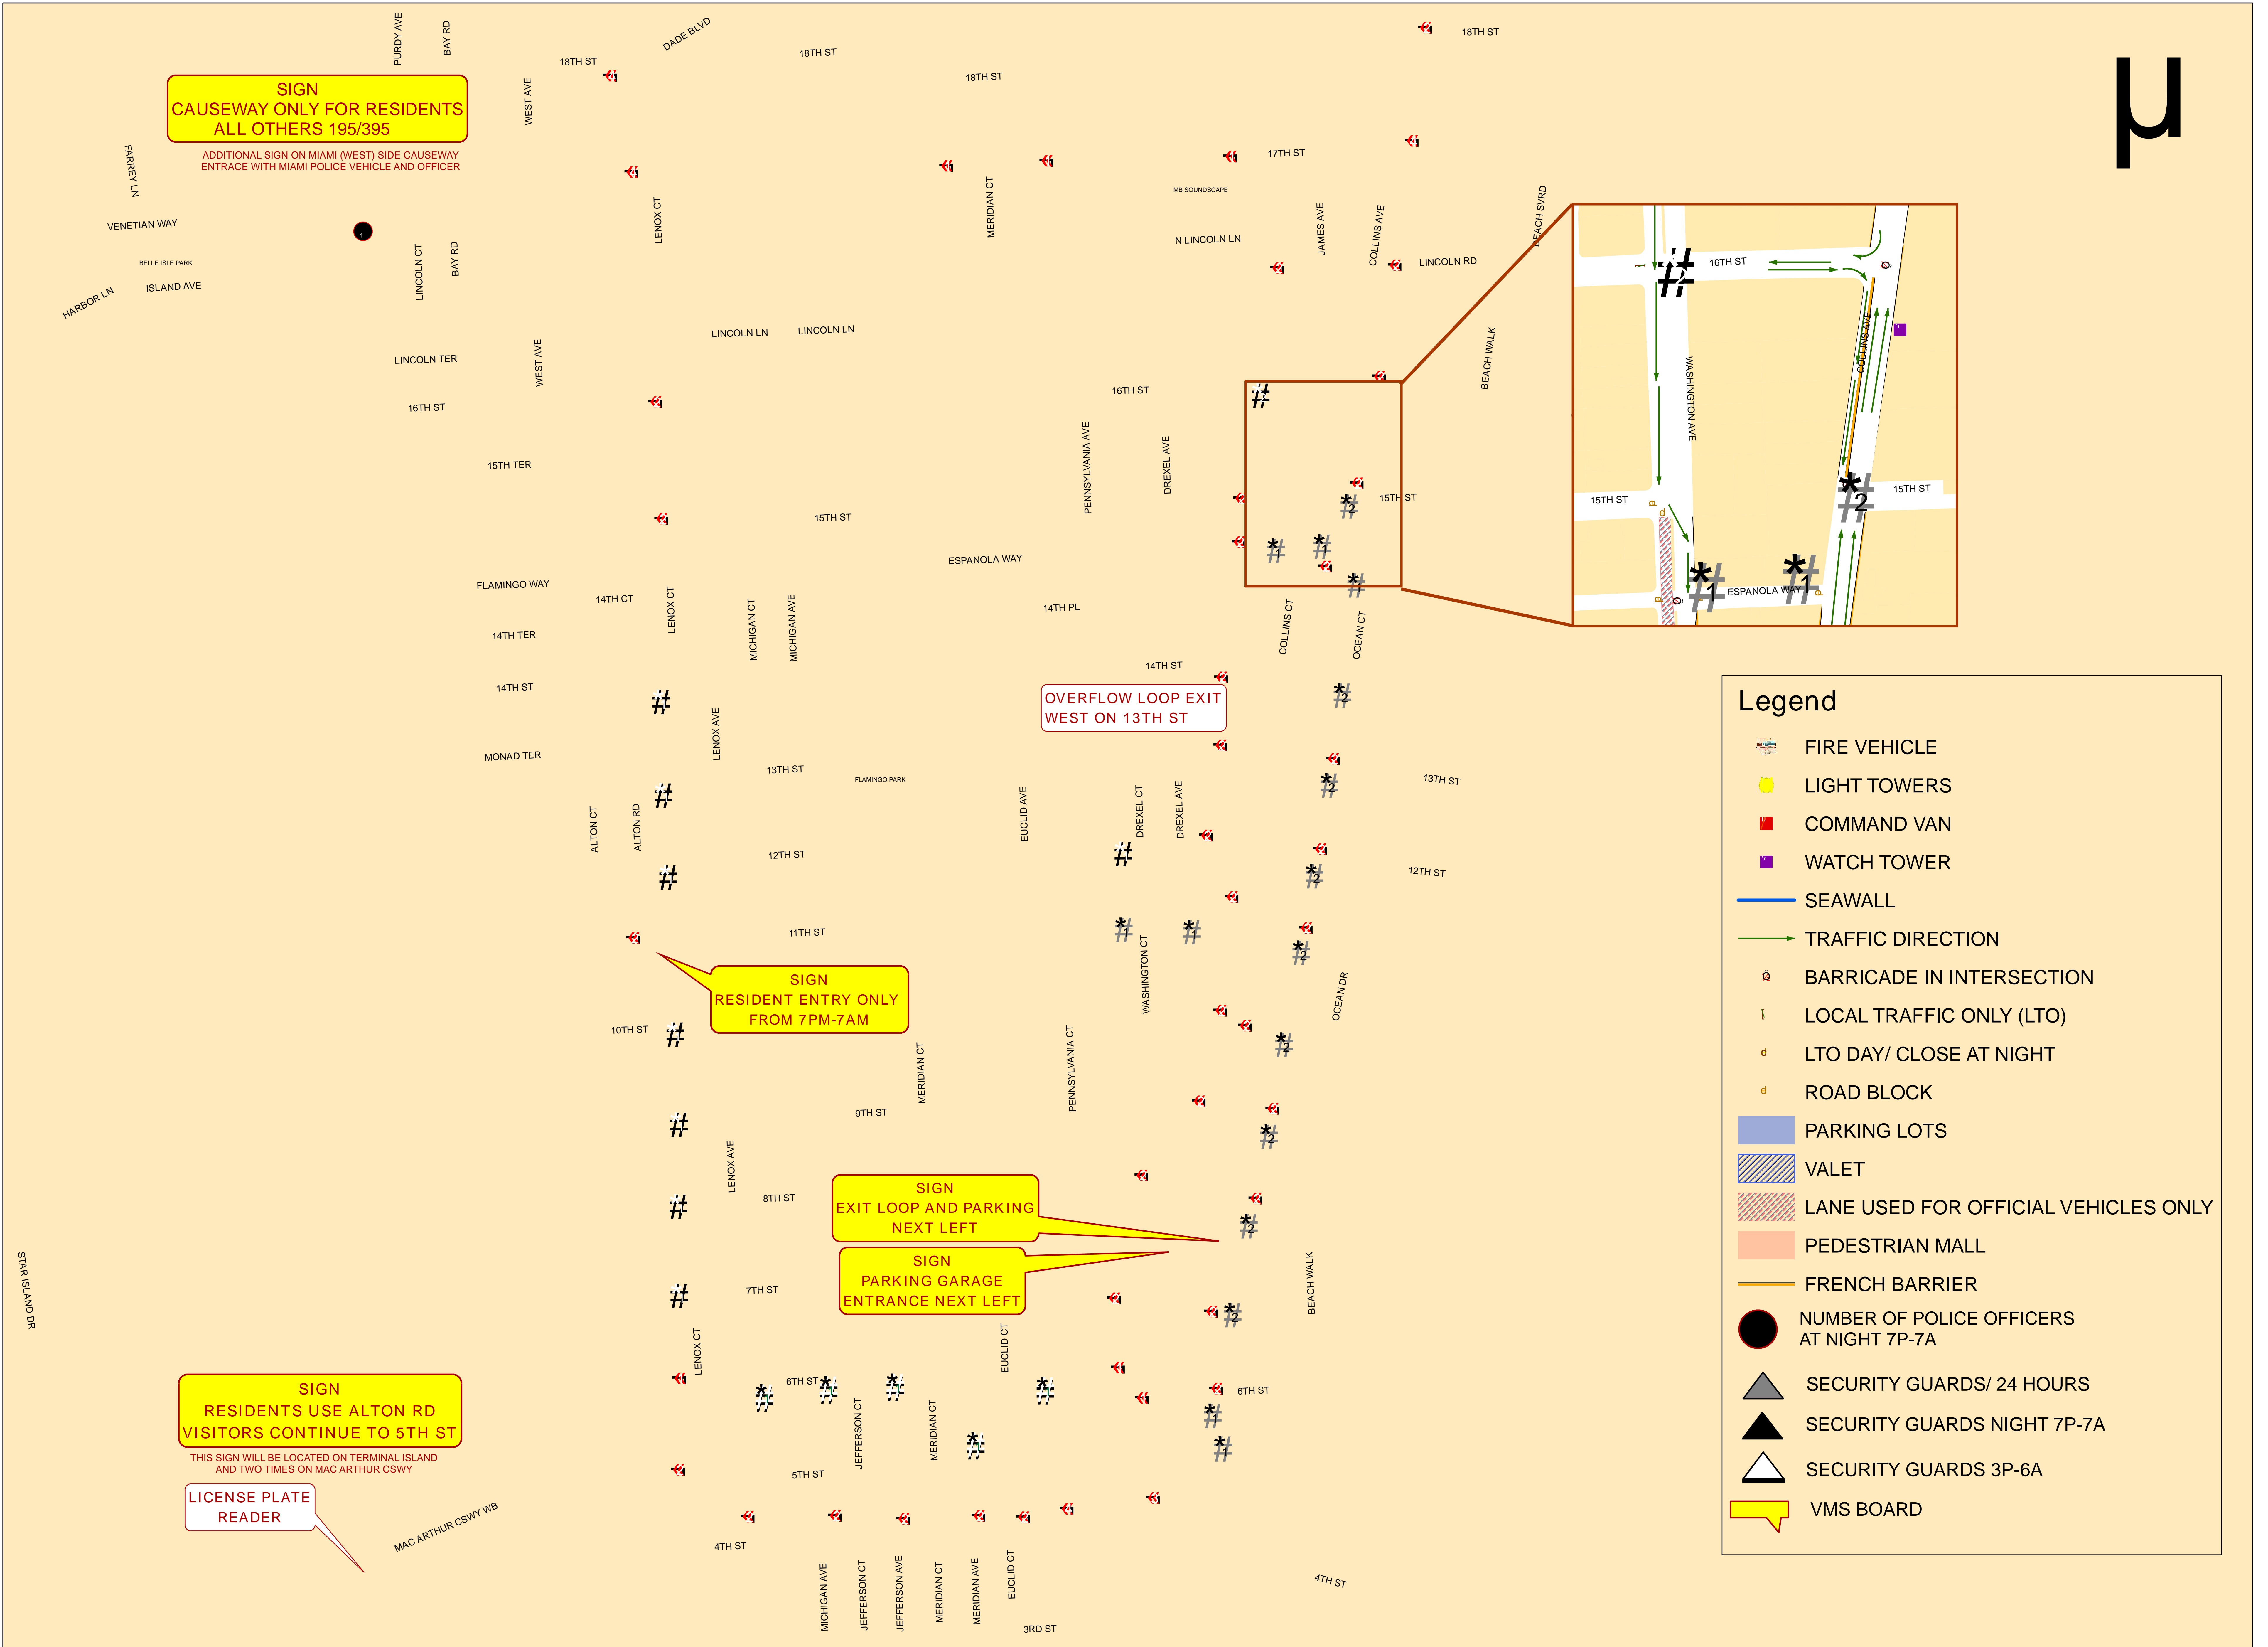 PURDY AVE
BAY RD
DADE BLVD
18TH ST
18TH ST
18TH ST
18TH ST
µ
WEST AVE
SIGN
CAUSEWAY ONLY FOR RESIDENTS
ALL OTHERS 195/395
ADDITIONAL SIGN ON MIAMI (WEST) SIDE CAUSEWAY
ENTRACE WITH MIAMI POLICE VEHICLE AND OFFICER
FARREY LN
VENETIAN WAY
BELLE ISLE PARK
ISLAND AVE
HARBOR LN
1
LINCOLN CT
BAY RD
LENOX CT
MERIDIAN CT
17TH ST
MB SOUNDSCAPE
N LINCOLN LN
JAMES AVE
COLLINS AVE
LINCOLN RD
BEACH SVRD
LINCOLN LN
LINCOLN LN
LINCOLN TER
WEST AVE
16TH ST
16TH ST
BEACH WALK
15TH TER
PENNSYLVANIA AVE
DREXEL AVE
15TH ST
15TH ST
ESPANOLA WAY
FLAMINGO WAY
14TH CT
LENOX CT
MICHIGAN CT
MICHIGAN AVE
14TH PL
COLLINS CT
OCEAN CT
14TH TER
14TH ST
14TH ST
16TH ST
COLLINS AVE
WASHINGTON AVE
15TH ST
15TH ST
2
ESPANOLA WAY
1
1
OVERFLOW LOOP EXIT
WEST ON 13TH ST
LENOX AVE
MONAD TER
13TH ST
FLAMINGO PARK
13TH ST
ALTON CT
ALTON RD
EUCLID AVE
DREXEL CT
DREXEL AVE
12TH ST
12TH ST
11TH ST
WASHINGTON CT
OCEAN DR
SIGN
RESIDENT ENTRY ONLY
FROM 7PM-7AM
10TH ST
MERIDIAN CT
PENNSYLVANIA CT
9TH ST
LENOX AVE
8TH ST
SIGN
EXIT LOOP AND PARKING
NEXT LEFT
SIGN
PARKING GARAGE
ENTRANCE NEXT LEFT
STAR ISLAND DR
7TH ST
BEACH WALK
LENOX CT
EUCLID CT
6TH ST
6TH ST
JEFFERSON CT
MERIDIAN CT
SIGN
RESIDENTS USE ALTON RD
VISITORS CONTINUE TO 5TH ST
THIS SIGN WILL BE LOCATED ON TERMINAL ISLAND
AND TWO TIMES ON MAC ARTHUR CSWY
LICENSE PLATE
READER
5TH ST
MAC ARTHUR CSWY WB
4TH ST
4TH ST
MICHIGAN AVE
JEFFERSON CT
JEFFERSON AVE
MERIDIAN CT
MERIDIAN AVE
EUCLID CT
3RD ST
Legend
FIRE VEHICLE
LIGHT TOWERS
COMMAND VAN
WATCH TOWER
SEAWALL
TRAFFIC DIRECTION
BARRICADE IN INTERSECTION
LOCAL TRAFFIC ONLY (LTO)
LTO DAY/ CLOSE AT NIGHT
ROAD BLOCK
PARKING LOTS
VALET
LANE USED FOR OFFICIAL VEHICLES ONLY
PEDESTRIAN MALL
FRENCH BARRIER
NUMBER OF POLICE OFFICERS
AT NIGHT 7P-7A
SECURITY GUARDS/ 24 HOURS
SECURITY GUARDS NIGHT 7P-7A
SECURITY GUARDS 3P-6A
VMS BOARD